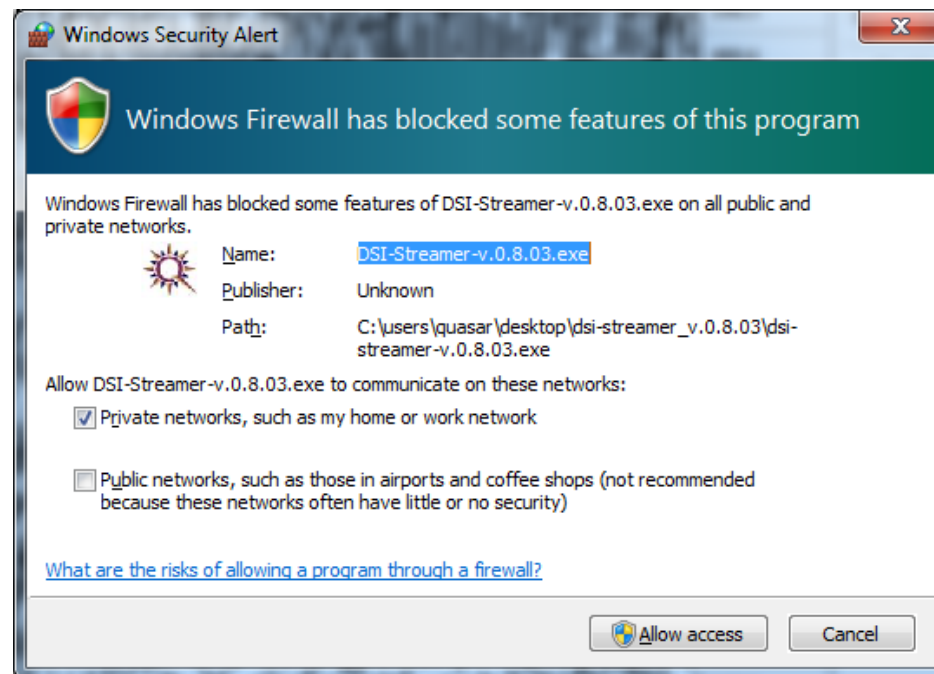 Windows Security Alert
Windows Firewall has blocked some features of this program
Windows Firewall has blocked some features of DSI-Streamer-v.0.8.03.exe on all public and
private networks.
Name: DSI-Streamer-v.0.8.03.exe
Publisher: Unknown
Path: C:\users\quasar\desktop\dsi-streamer_v.0.8.03\dsi-
streamer-v.0.8.03.exe
Allow DSI-Streamer-v.0.8.03.exe to communicate on these networks:
Private networks, such as my home or work network
Public networks, such as those in airports and coffee shops (not recommended
because these networks often have little or no security)
What are the risks of allowing a program through a firewall?
Allow access Cancel